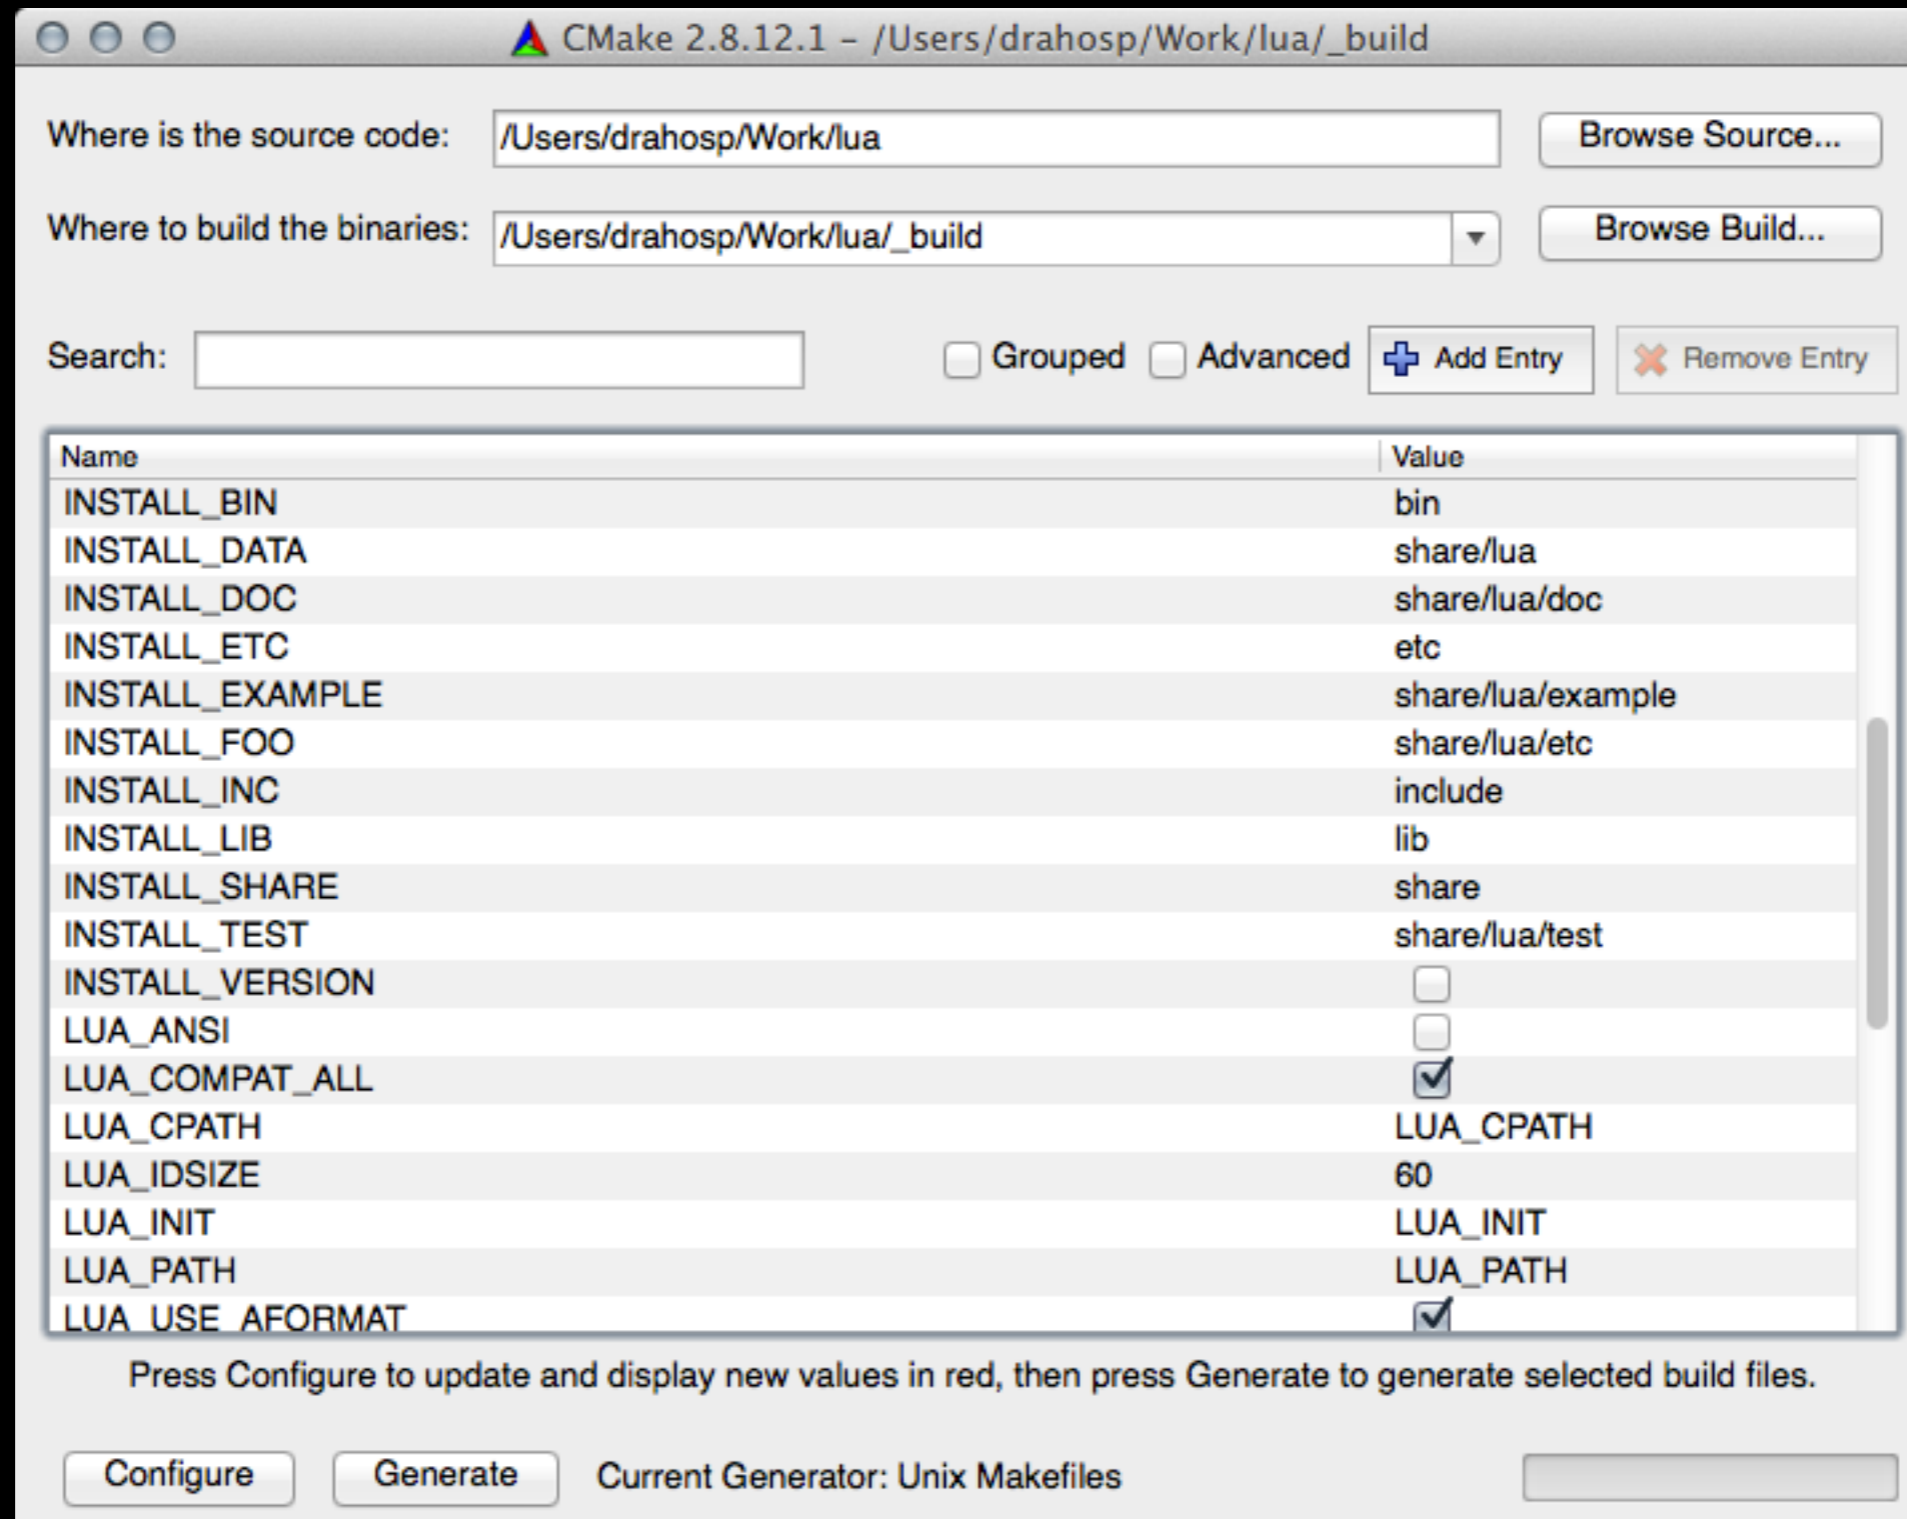 CMake 2.8.12.1 – /Users/drahosp/Work/lua/_build
Where is the source code: /Users/drahosp/Work/lua Browse Source...
Where to build the binaries: /Users/drahosp/Work/lua/_build Browse Build...
Search: Grouped Advanced Add Entry Remove Entry
Name Value
INSTALL_BIN bin
INSTALL_DATA share/lua
INSTALL_DOC share/lua/doc
INSTALL_ETC etc
INSTALL_EXAMPLE share/lua/example
INSTALL_FOO share/lua/etc
INSTALL_INC include
INSTALL_LIB lib
INSTALL_SHARE share
INSTALL_TEST share/lua/test
INSTALL_VERSION
LUA_ANSI
LUA_COMPAT_ALL
LUA_CPATH LUA_CPATH
LUA_IDSIZE 60
LUA_INIT LUA_INIT
LUA_PATH LUA_PATH
LUA_USE_AFORMAT
Press Configure to update and display new values in red, then press Generate to generate selected build files.
Configure Generate Current Generator: Unix Makefiles